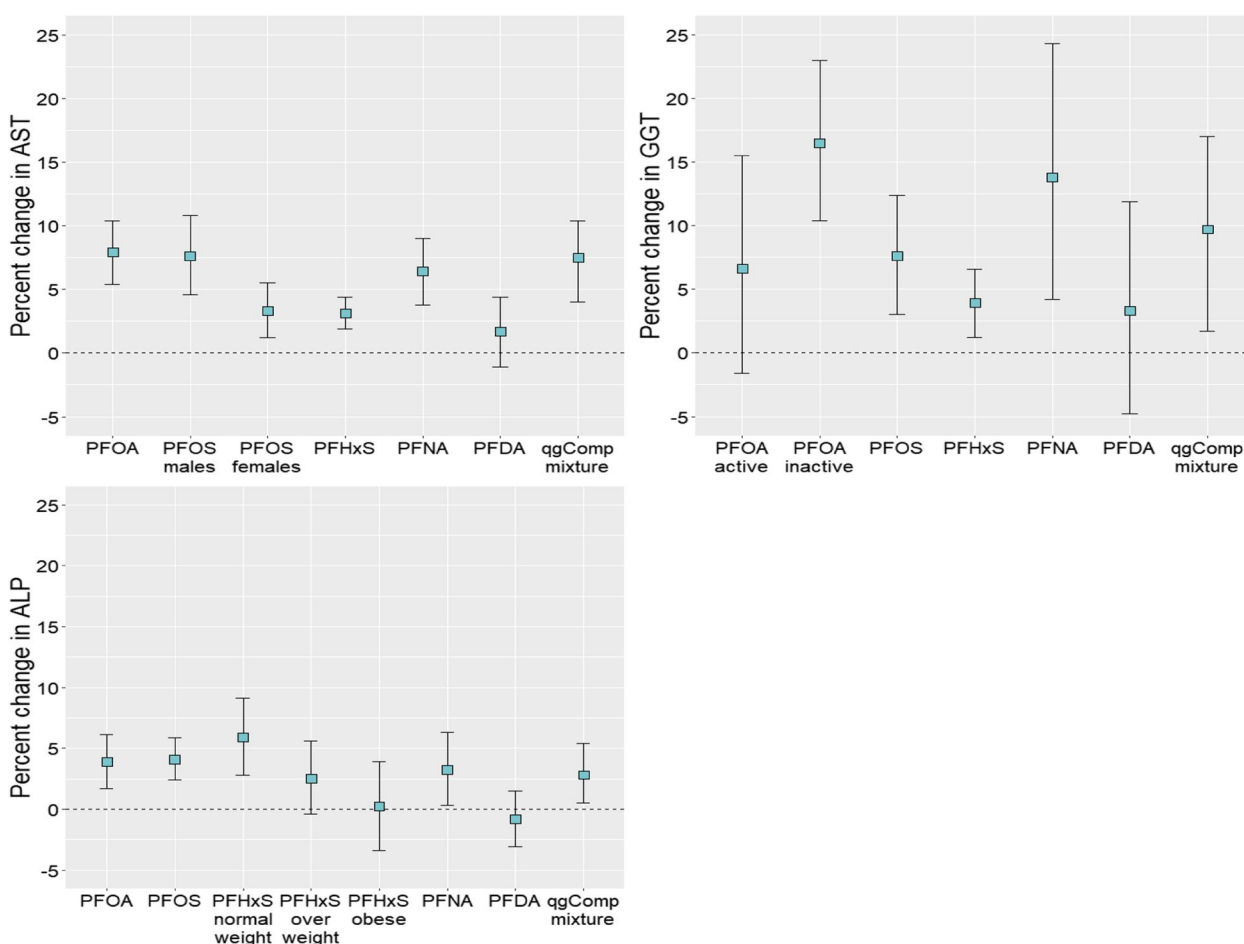 Percent change in AST
25
20
15
10
5
0
-5
PFOA PFOS PFOS PFHxS PFNA PFDA qgComp
males females mixture
Percent change in GGT
25
20
15
10
5
0
-5
PFOA PFOA PFOS PFHxS PFNA PFDA qgComp
active inactive mixture
Percent change in ALP
25
20
15
10
5
0
-5
PFOA PFOS PFHxS PFHxS PFHxS PFNA PFDA qgComp
normal over obese mixture
weight weight